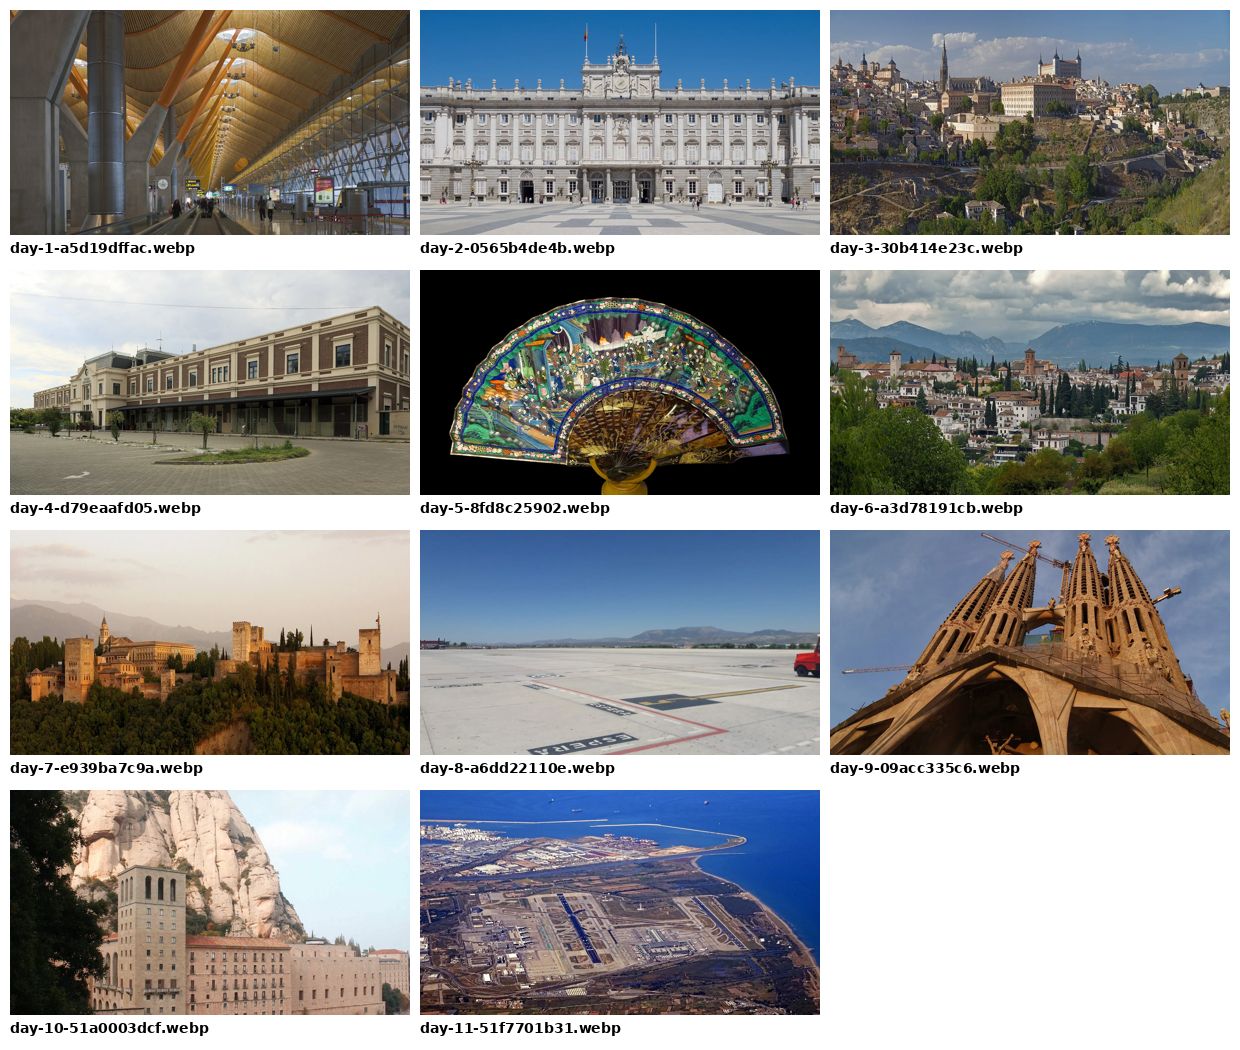 day-1-a5d19dffac.webp
day-2-0565b4de4b.webp
day-3-30b414e23c.webp
day-4-d79eaafd05.webp
day-5-8fd8c25902.webp
day-6-a3d78191cb.webp
ESPERA
day-7-e939ba7c9a.webp
day-8-a6dd22110e.webp
day-9-09acc335c6.webp
day-10-51a0003dcf.webp
day-11-51f7701b31.webp